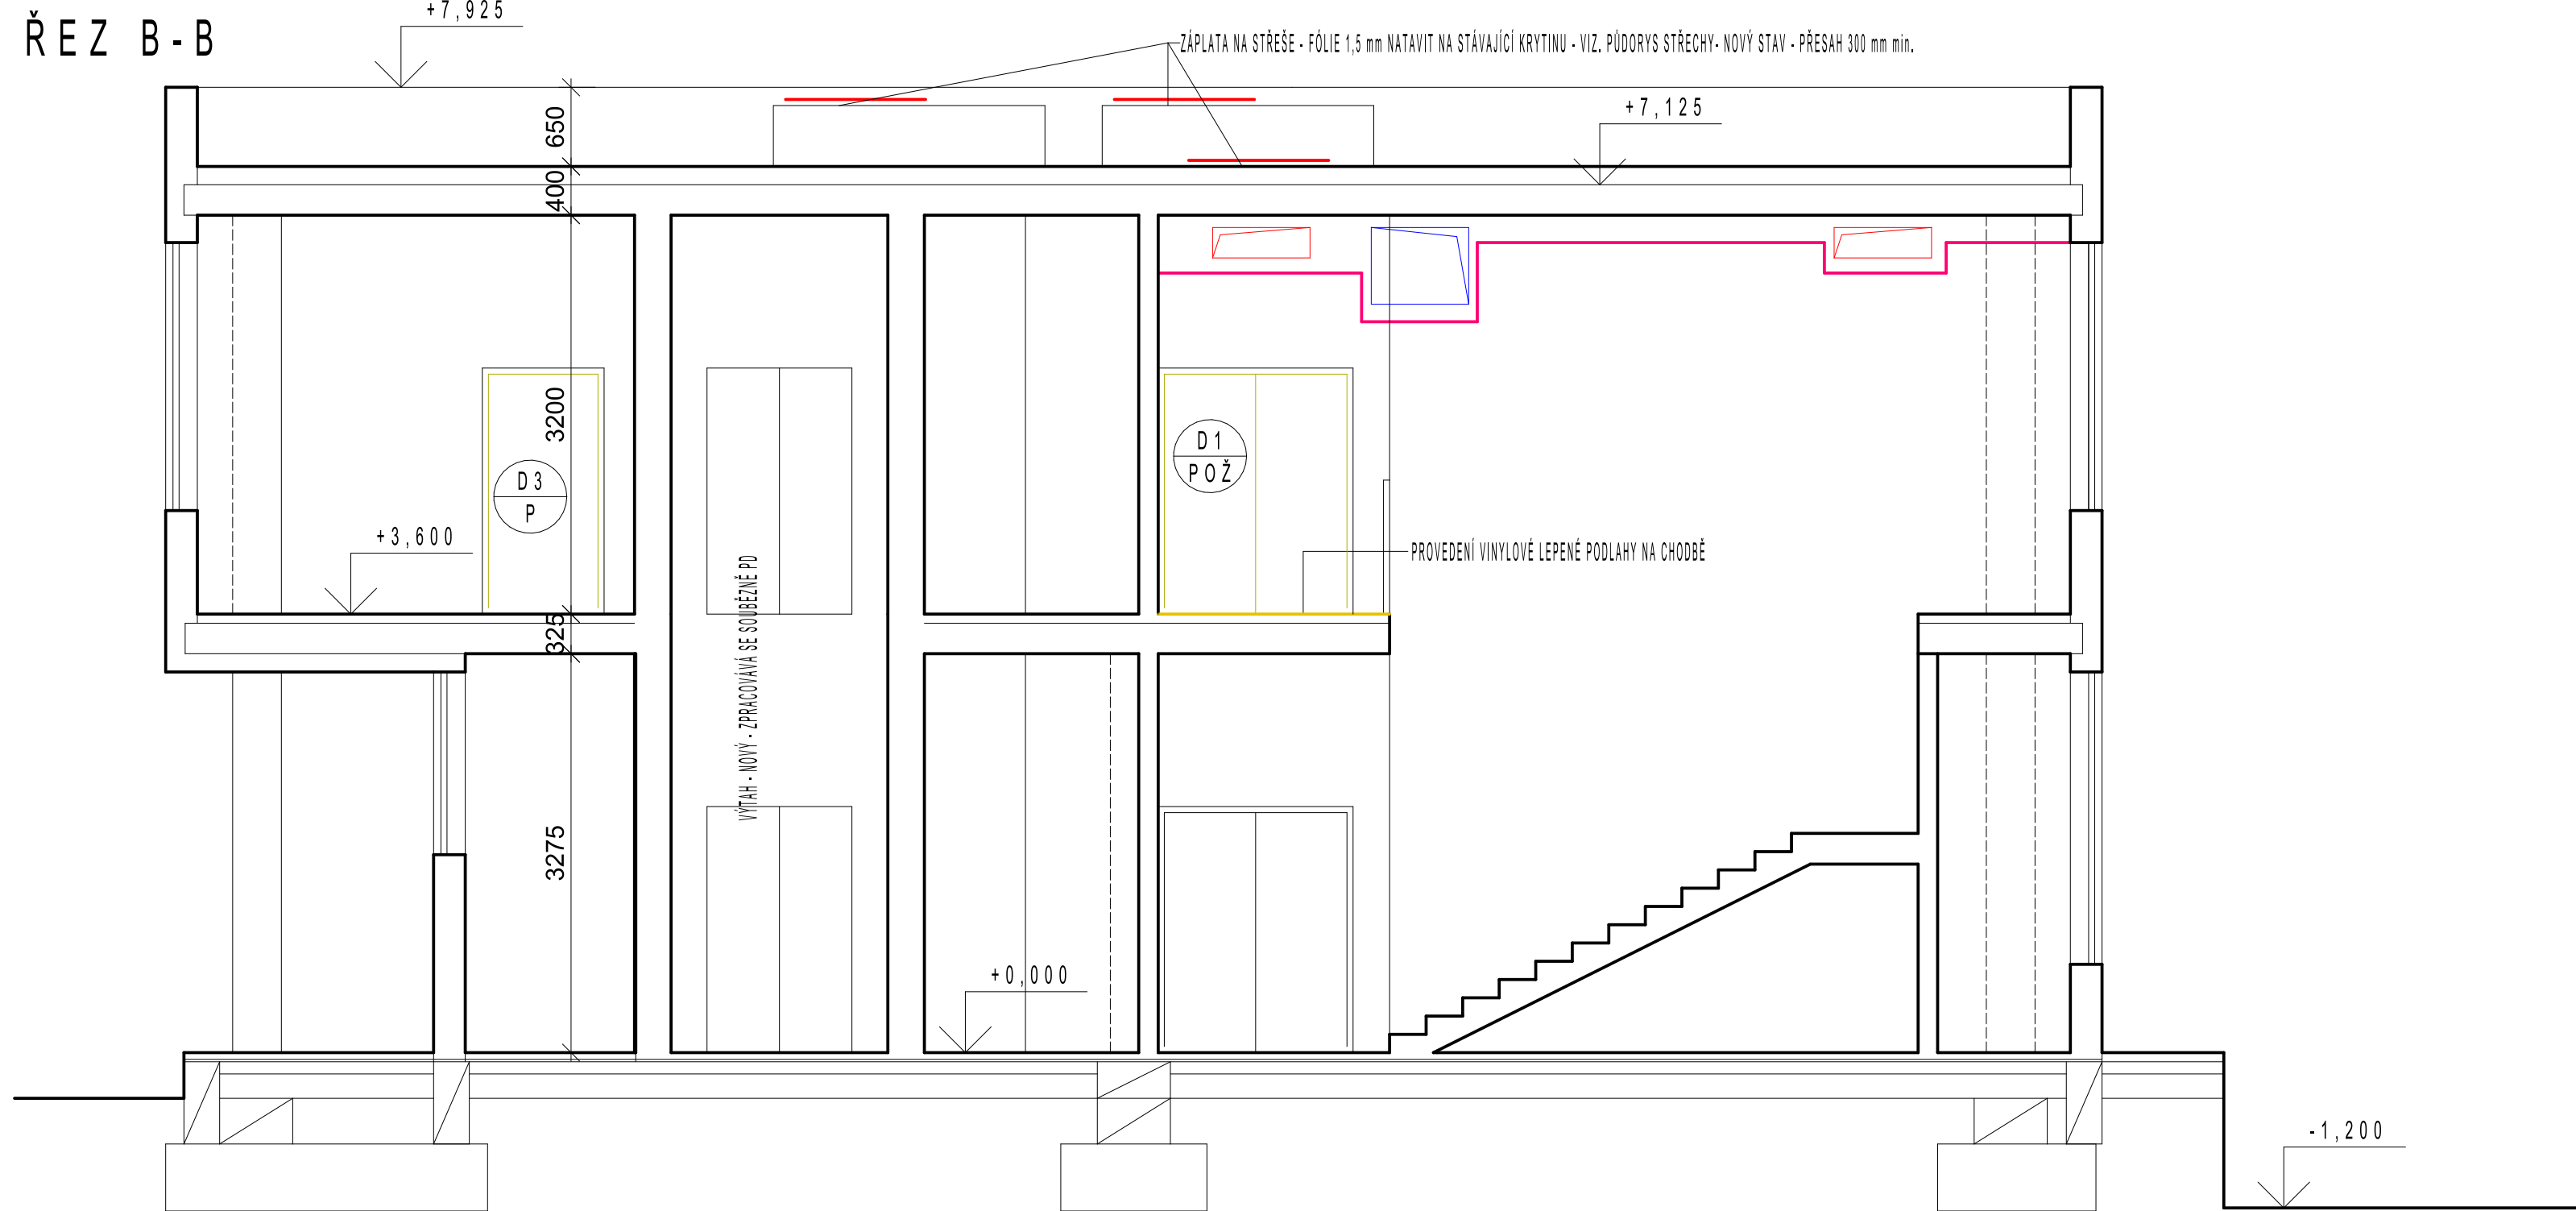 ŘEZ B-B
+7,925
ZÁPLATA NA STŘEŠE - FÓLIE 1,5 mm NATAVIT NA STÁVAJÍCÍ KRYTINU - VIZ. PŮDORYS STŘECHY- NOVÝ STAV - PŘESAH 300 mm min.
+7,125
650
400
3200
D1
POŽ
D3
P
+3,600
PROVEDENÍ VINYLOVÉ LEPENÉ PODLAHY NA CHODBĚ
325
VÝTAH - NOVÝ - ZPRACOVÁVÁ SE SOUBĚZNĚ PD
3275
+0,000
-1,200